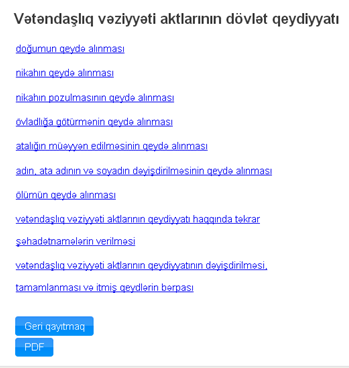 Vətəndaşlıq vəziyyəti aktlarının dövlət qeydiyyatı
doğumun qeydə alınması
nikahın qeydə alınması
nikahın pozulmasının qeydə alınması
övladlığa götürmənin qeydə alınması
atalığın müəyyən edilməsinin qeydə alınması
adın, ata adının və soyadın dəyişdirilməsinin qeydə alınması
ölümün qeydə alınması
vətəndaşlıq vəziyyəti aktlarının qeydiyyatı haqqında təkrar
şəhadətnamələrin verilməsi
vətəndaşlıq vəziyyəti aktlarının qeydiyyatının dəyişdirilməsi,
tamamlanması və itmiş qeydlərin bərpası
Geri qayıtmaq
PDF